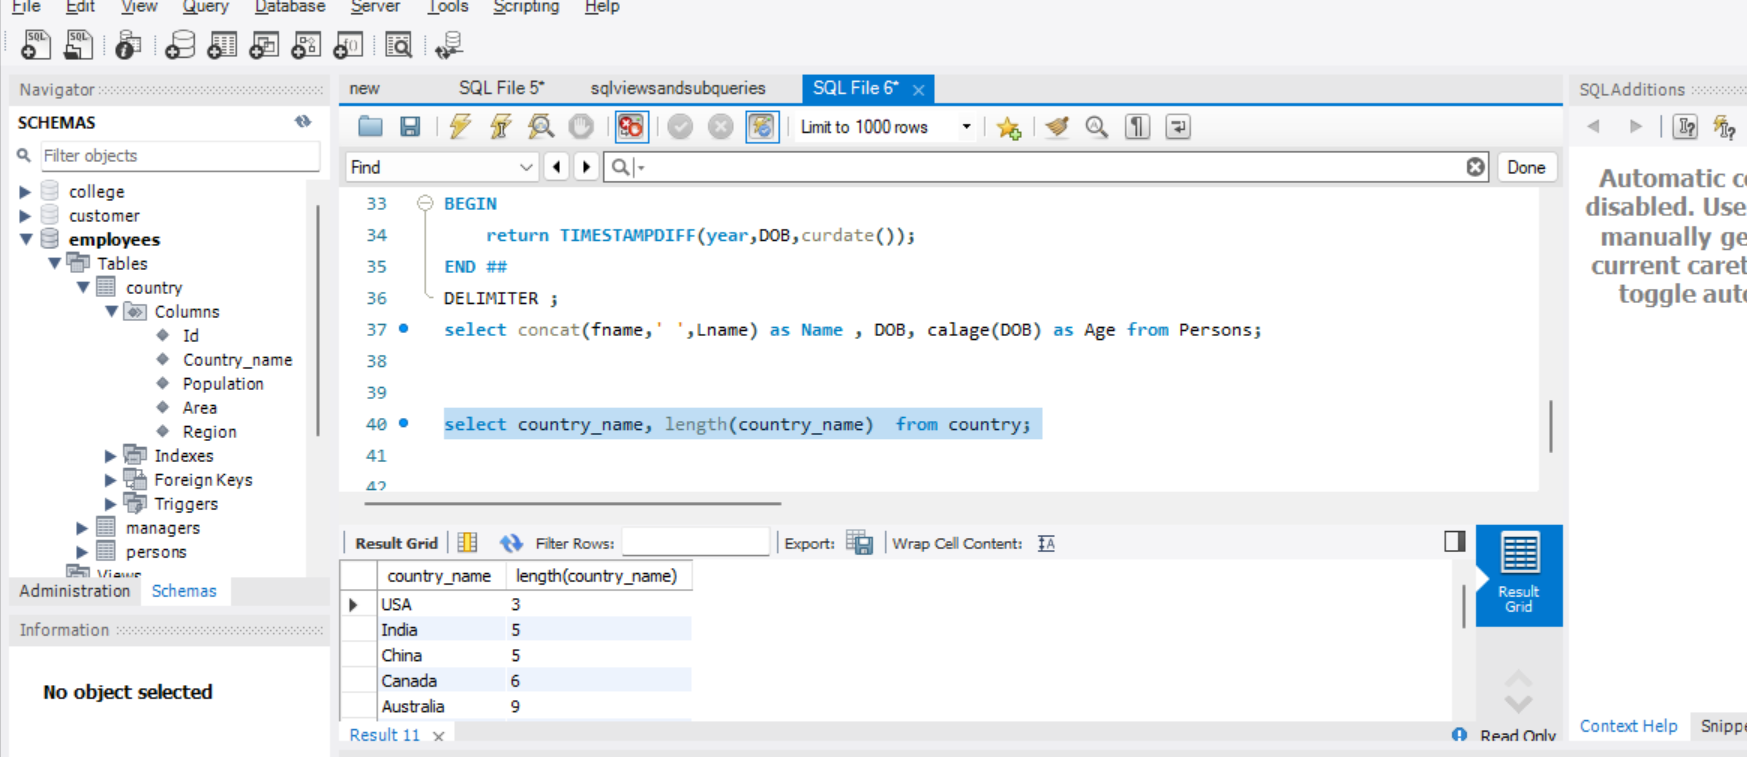 File Edit View Query Database Server Tools Scripting Help
SQL SQL
Navigator
SCHEMAS
Filter objects
college
customer
employees
Tables
country
Columns
Id
Country_name
Population
Area
Region
Indexes
Foreign Keys
Triggers
managers
persons
Views
Administration Schemas
Information
No object selected
new SQL File 5* sqlviewsandsubqueries SQL File 6*
Limit to 1000 rows
Find Done
33 BEGIN
34 return TIMESTAMPDIFF(year,DOB,curdate());
35 END ##
36 DELIMITER ;
37 select concat(fname,' ',Lname) as Name , DOB, calage(DOB) as Age from Persons;
38
39
40 select country_name, length(country_name)  from country;
41
42
Result Grid Filter Rows: Export: Wrap Cell Content: IA
country_name length(country_name)
USA 3
India 5
China 5
Canada 6
Australia 9
Result 11
Result
Grid
Read Only
SQLAdditions
Automatic c
disabled. Use
manually ge
current caret
toggle auto
Context Help Snippe